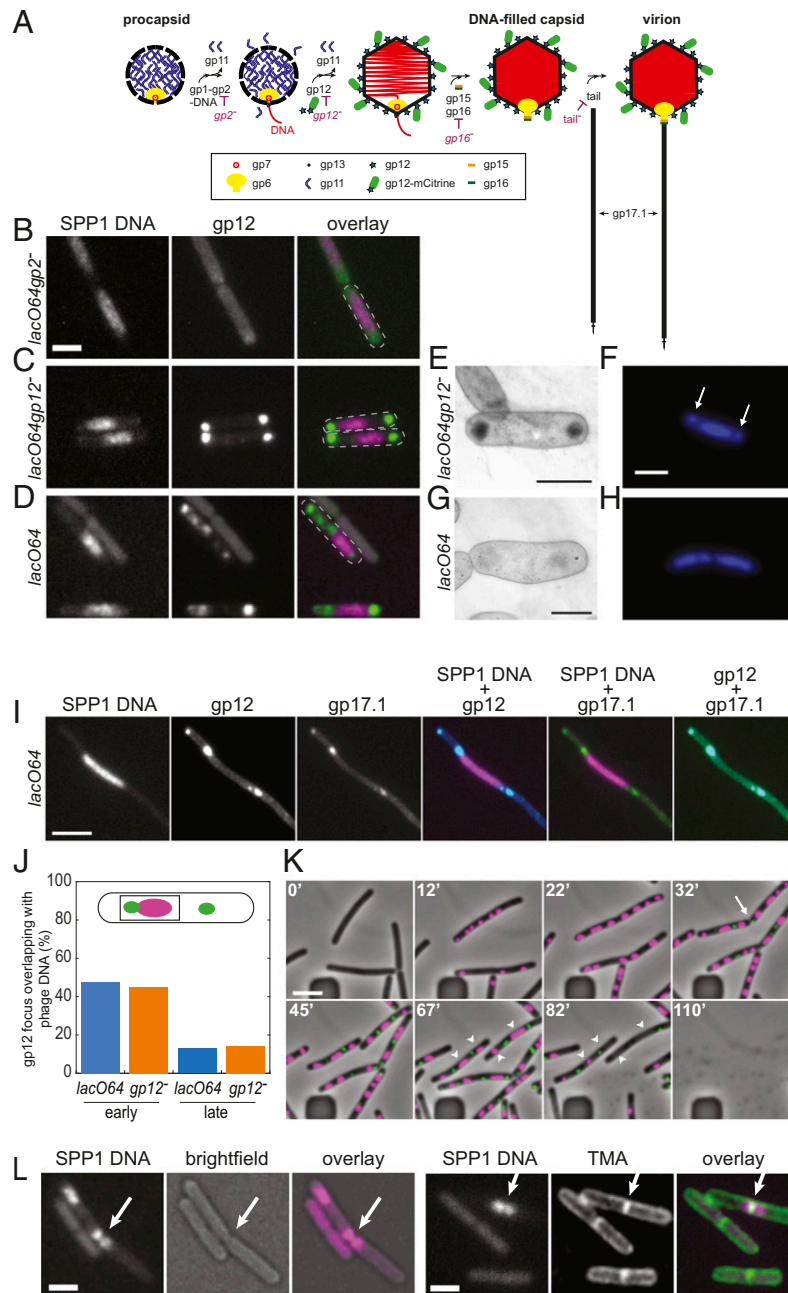 A
procapsid
DNA-filled capsid
virion
gp11
gp11
gp1-gp2
-DNA
gp2-
DNA
gp12
gp12-
gp15
gp16
gp16-
tail
tail-
gp7
gp13
gp12
gp15
gp6
gp11
gp12-mCitrine
gp16
gp17.1
B
SPP1 DNA
gp12
overlay
lacO64gp2-
C
lacO64gp12-
E
lacO64gp12-
F
D
lacO64
G
lacO64
H
I
SPP1 DNA
gp12
gp17.1
SPP1 DNA
+
gp12
SPP1 DNA
+
gp17.1
gp12
+
gp17.1
lacO64
J
gp12 focus overlapping with
phage DNA (%)
100
80
60
40
20
0
lacO64 gp12- lacO64 gp12-
early late
K
0' 12' 22' 32'
45' 67' 82' 110'
L
SPP1 DNA
brightfield
overlay
SPP1 DNA
TMA
overlay